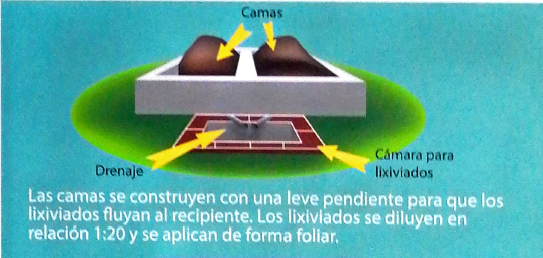 Camas
Drenaje
Cámara para
lixiviados
Las camas se construyen con una leve pendiente para que los
lixiviados fluyan al recipiente. Los lixiviados se diluyen en
relación 1:20 y se aplican de forma foliar.